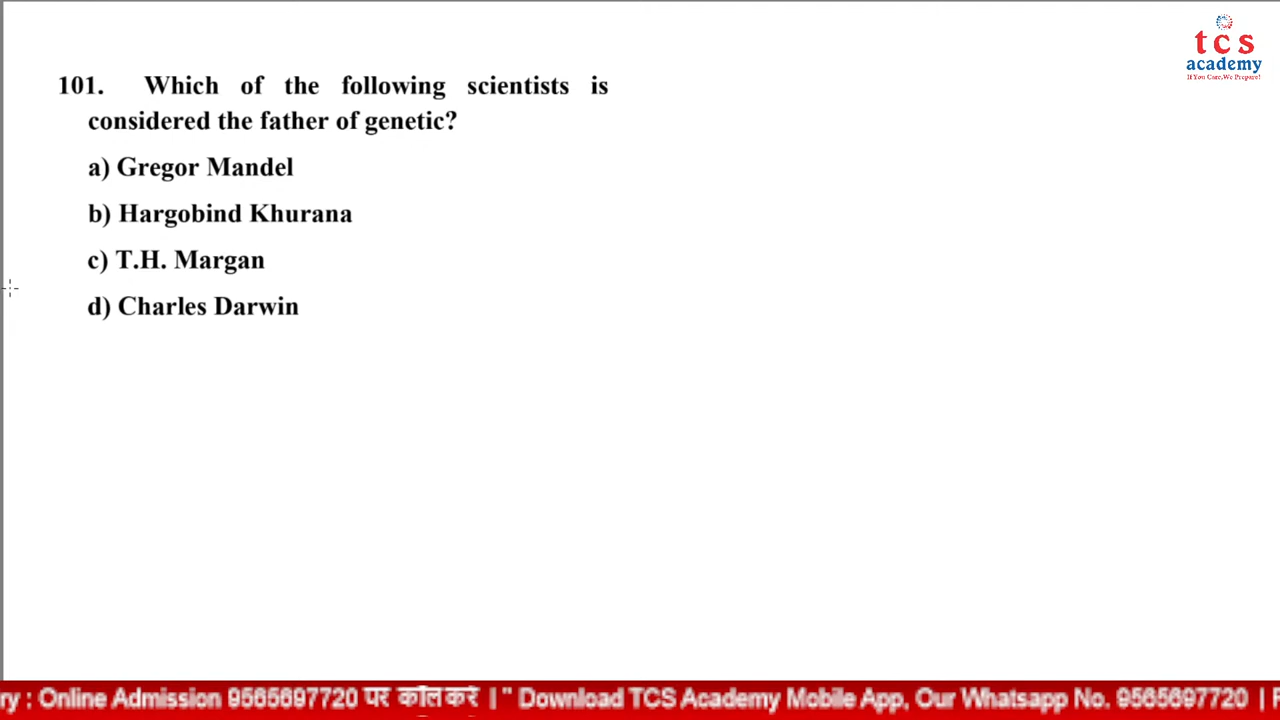 tcs
academy
If You Care,We Prepare!
101. Which of the following scientists is
considered the father of genetic?
a) Gregor Mandel
b) Hargobind Khurana
c) T.H. Margan
d) Charles Darwin
ry : Online Admission 9565697720 पर कॉल करें | " Download TCS Academy Mobile App, Our Whatsapp No. 9565697720 | F